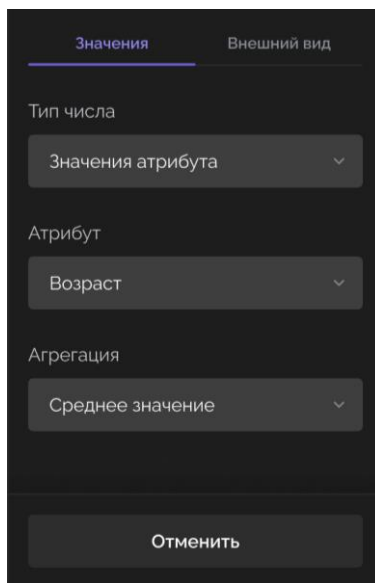 Значения Внешний вид
Тип числа
Значения атрибута
Атрибут
Возраст
Агрегация
Среднее значение
Отменить